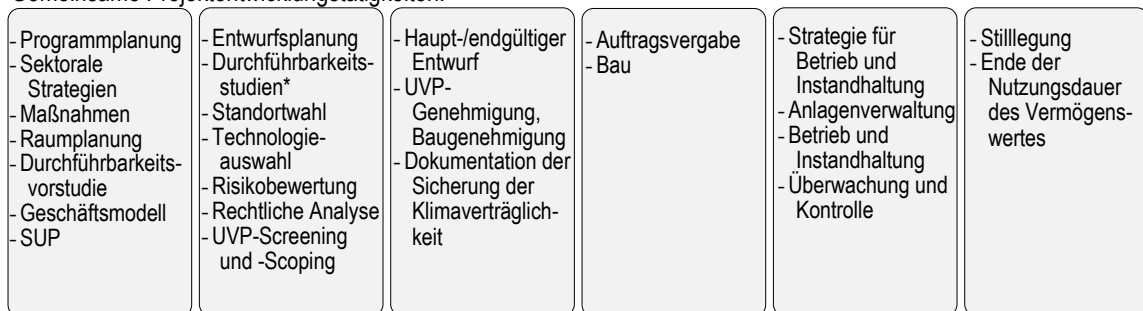 Gemeinsame Projektentwicklungstätigkeiten:
- Programmplanung
- Sektorale
Strategien
- Maßnahmen
- Raumplanung
- Durchführbarkeits-
vorstudie
- Geschäftsmodell
- SUP
- Entwurfsplanung
- Durchführbarkeits-
studien*
- Standortwahl
- Technologie-
auswahl
- Risikobewertung
- Rechtliche Analyse
- UVP-Screening
und -Scoping
- Haupt-/endgültiger
Entwurf
- UVP-
Genehmigung,
Baugenehmigung
- Dokumentation der
Sicherung der
Klimaverträglich-
keit
- Auftragsvergabe
- Bau
- Strategie für
Betrieb und
Instandhaltung
- Anlagenverwaltung
- Betrieb und
Instandhaltung
- Überwachung und
Kontrolle
- Stilllegung
- Ende der
Nutzungsdauer
des Vermögens-
wertes